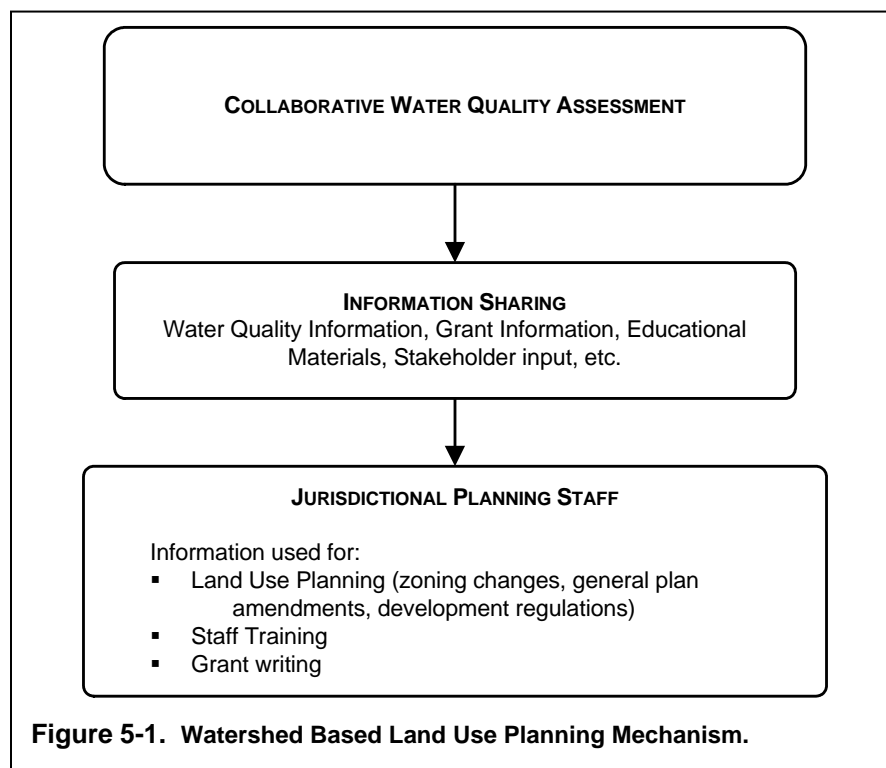 COLLABORATIVE WATER QUALITY ASSESSMENT
INFORMATION SHARING
Water Quality Information, Grant Information, Educational
Materials, Stakeholder input, etc.
JURISDICTIONAL PLANNING STAFF
Information used for:
▪ Land Use Planning (zoning changes, general plan
amendments, development regulations)
▪ Staff Training
▪ Grant writing
Figure 5-1. Watershed Based Land Use Planning Mechanism.